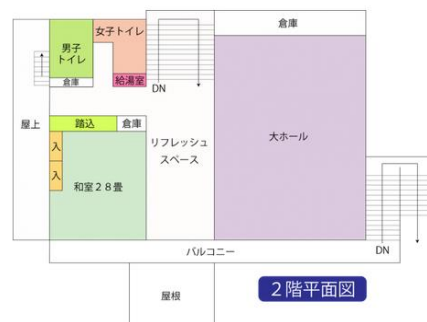 倉庫
女子トイレ
男子
トイレ
給湯室
倉庫
DN
屋上
踏込
倉庫
リフレッシュ
スペース
大ホール
入
入
和室２８畳
バルコニー
DN
屋根
２階平面図